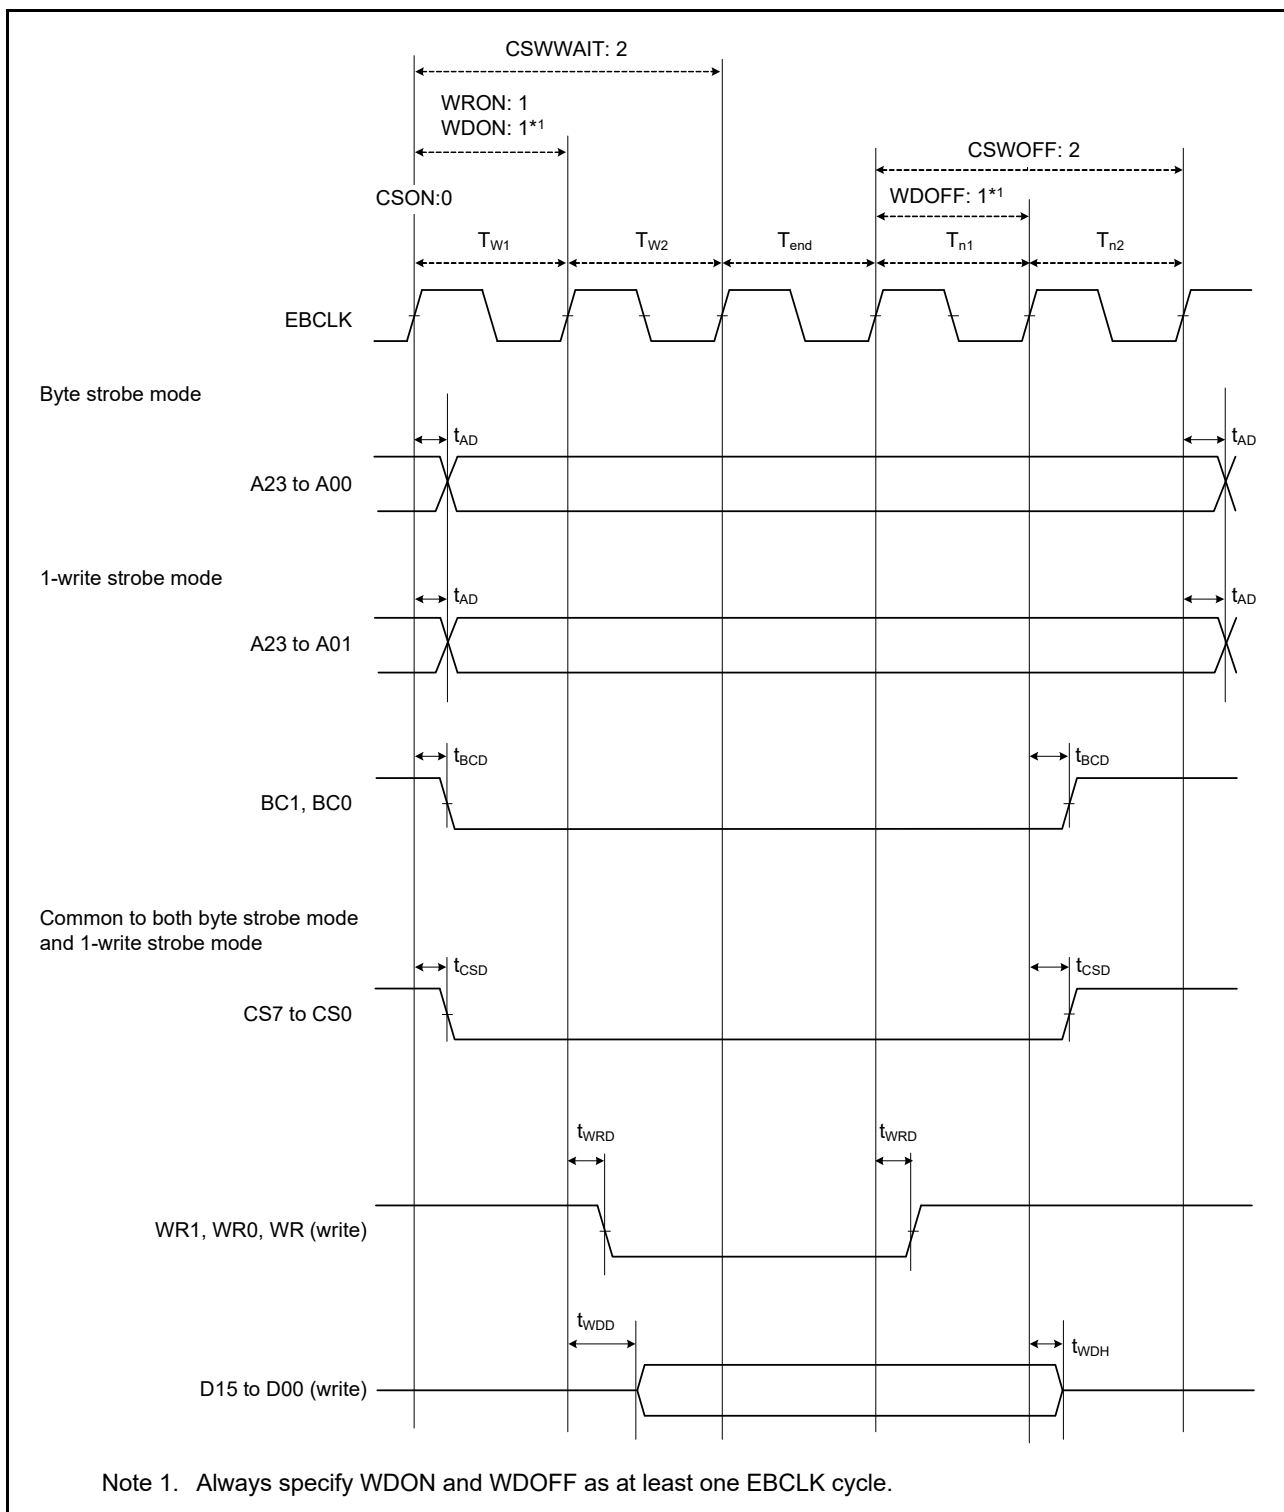 CSWWAIT: 2
WRON: 1
WDON: 1*1
CSWOFF: 2
WDOFF: 1*1
CSON:0
TW1 TW2 Tend Tn1 Tn2
EBCLK
Byte strobe mode
tAD tAD
A23 to A00
1-write strobe mode
tAD tAD
A23 to A01
tBCD tBCD
BC1, BC0
Common to both byte strobe mode
and 1-write strobe mode
tCSD tCSD
CS7 to CS0
tWRD tWRD
WR1, WR0, WR (write)
tWDD tWDH
D15 to D00 (write)
Note 1. Always specify WDON and WDOFF as at least one EBCLK cycle.